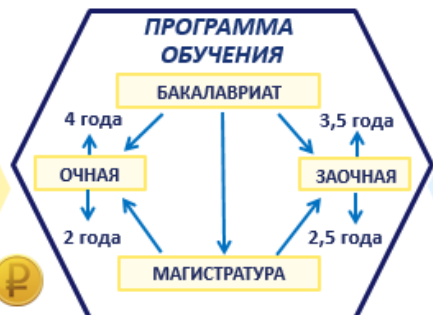 ПРОГРАММА
ОБУЧЕНИЯ
БАКАЛАВРИАТ
4 года
3,5 года
ОЧНАЯ
ЗАОЧНАЯ
2 года
2,5 года
МАГИСТРАТУРА